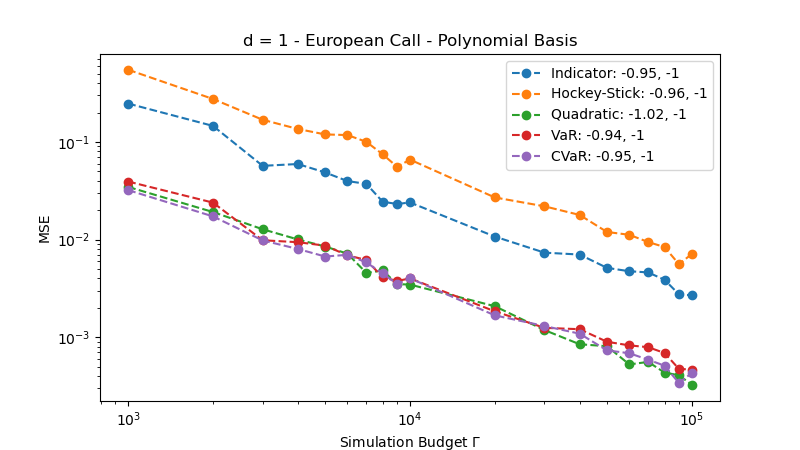 d = 1 - European Call - Polynomial Basis
Indicator: -0.95, -1
Hockey-Stick: -0.96, -1
Quadratic: -1.02, -1
VaR: -0.94, -1
CVaR: -0.95, -1
MSE
10⁻¹
10⁻²
10⁻³
10³
10⁴
10⁵
Simulation Budget Γ